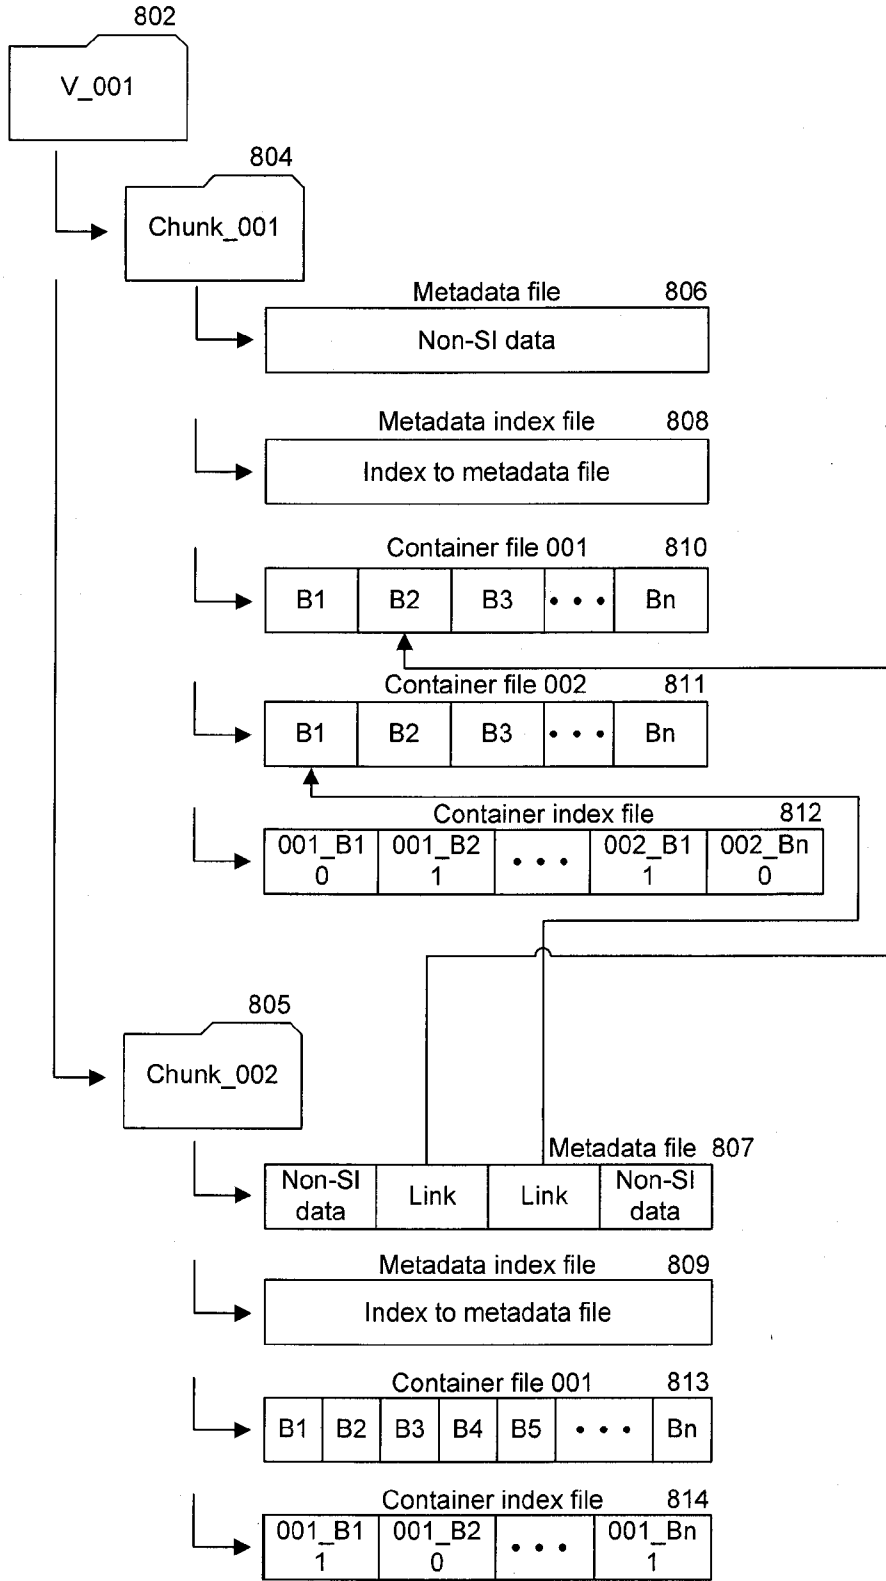 802
V_001
804
Chunk_001
Metadata file 806
Non-SI data
Metadata index file 808
Index to metadata file
Container file 001 810
B1 B2 B3 • • • Bn
Container file 002 811
B1 B2 B3 • • • Bn
Container index file 812
001_B1 001_B2 • • • 002_B1 002_Bn
0 1 1 0
805
Chunk_002
Metadata file 807
Non-SI data Link Link Non-SI data
Metadata index file 809
Index to metadata file
Container file 001 813
B1 B2 B3 B4 B5 • • • Bn
Container index file 814
001_B1 001_B2 • • • 001_Bn
1 0 1